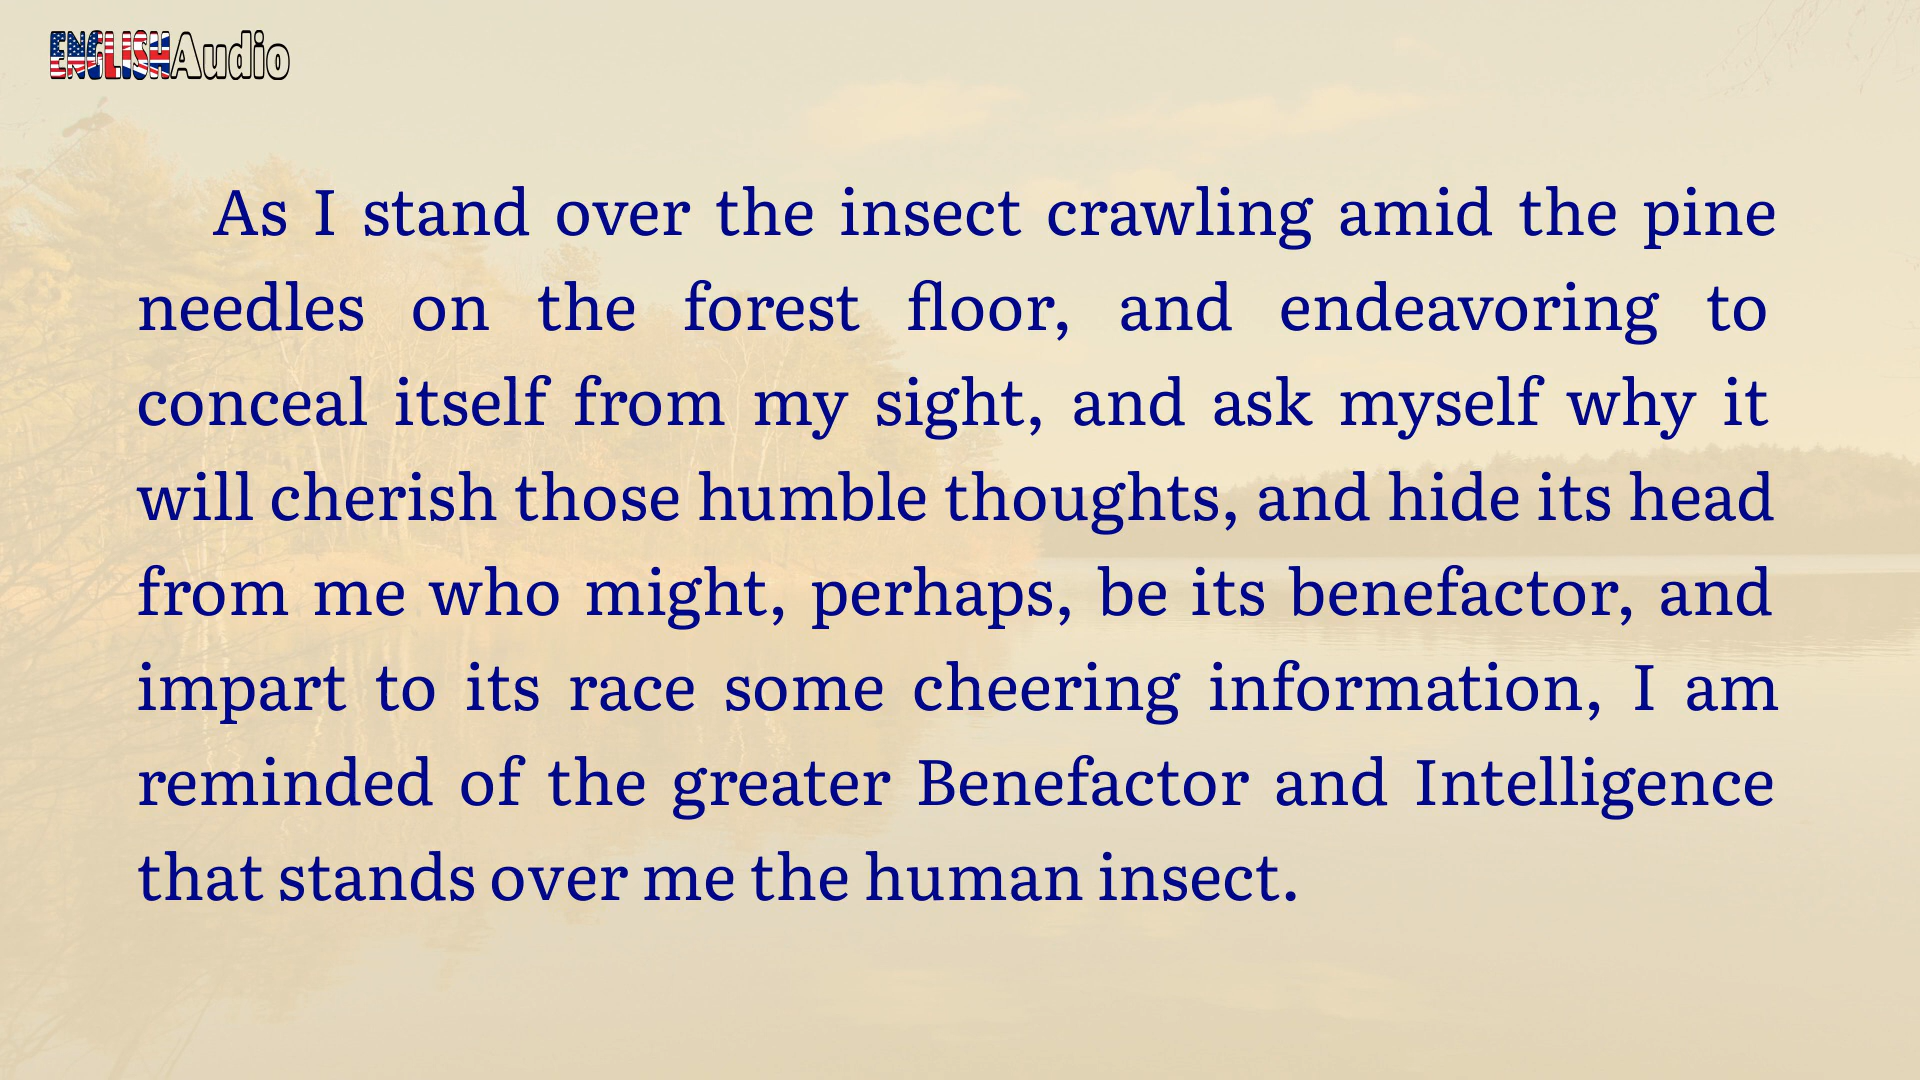 ENGLISHAudio
As I stand over the insect crawling amid the pine
needles on the forest floor, and endeavoring to
conceal itself from my sight, and ask myself why it
will cherish those humble thoughts, and hide its head
from me who might, perhaps, be its benefactor, and
impart to its race some cheering information, I am
reminded of the greater Benefactor and Intelligence
that stands over me the human insect.